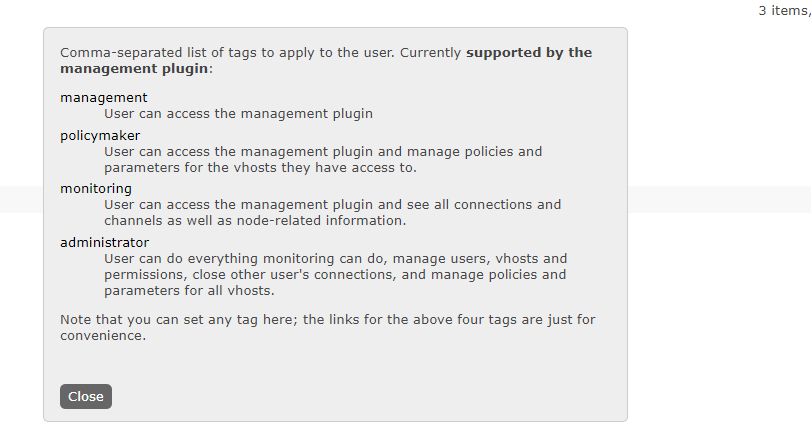 3 items,
Comma-separated list of tags to apply to the user. Currently supported by the
management plugin:
management
User can access the management plugin
policymaker
User can access the management plugin and manage policies and
parameters for the vhosts they have access to.
monitoring
User can access the management plugin and see all connections and
channels as well as node-related information.
administrator
User can do everything monitoring can do, manage users, vhosts and
permissions, close other user's connections, and manage policies and
parameters for all vhosts.
Note that you can set any tag here; the links for the above four tags are just for
convenience.
Close